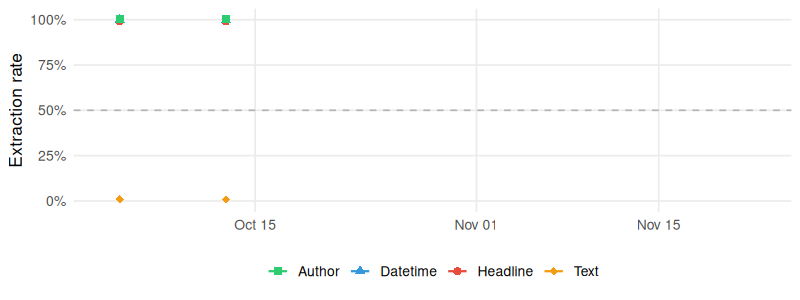 Extraction rate
100%
75%
50%
25%
0%
Oct 15 Nov 01 Nov 15
Author Datetime Headline Text